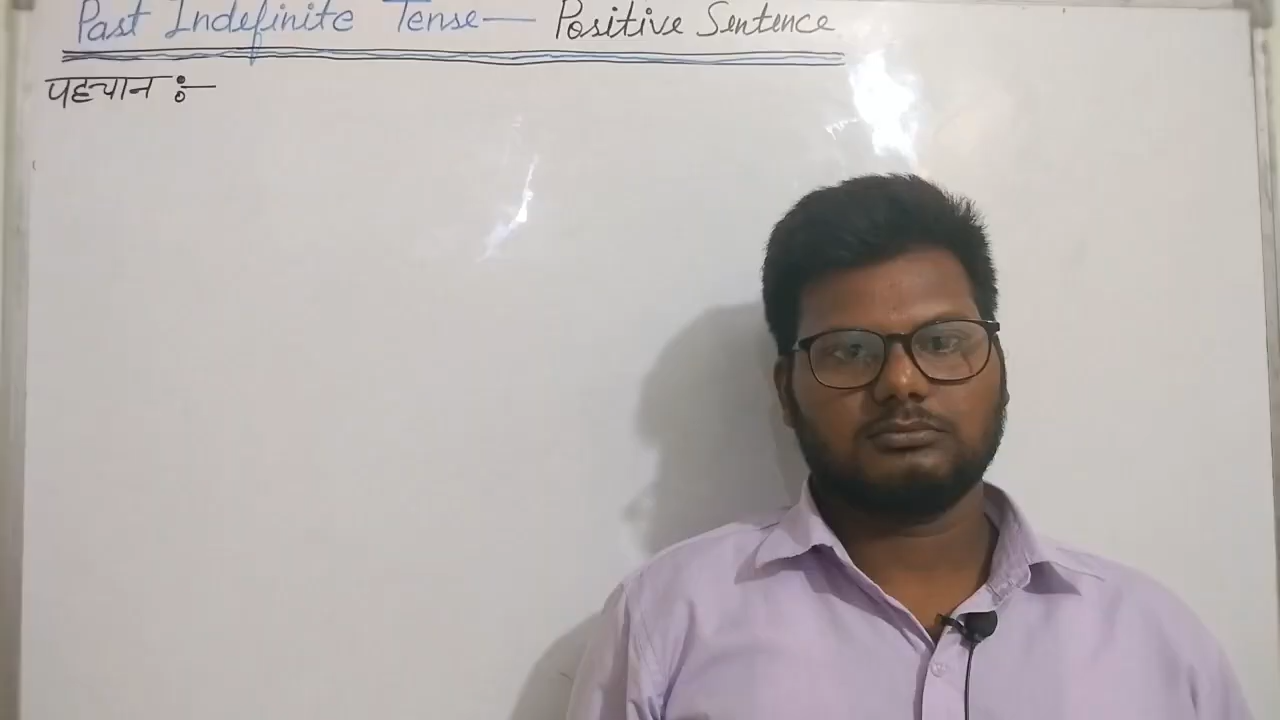 Past Indefinite Tense— Positive Sentence
पहचान :—